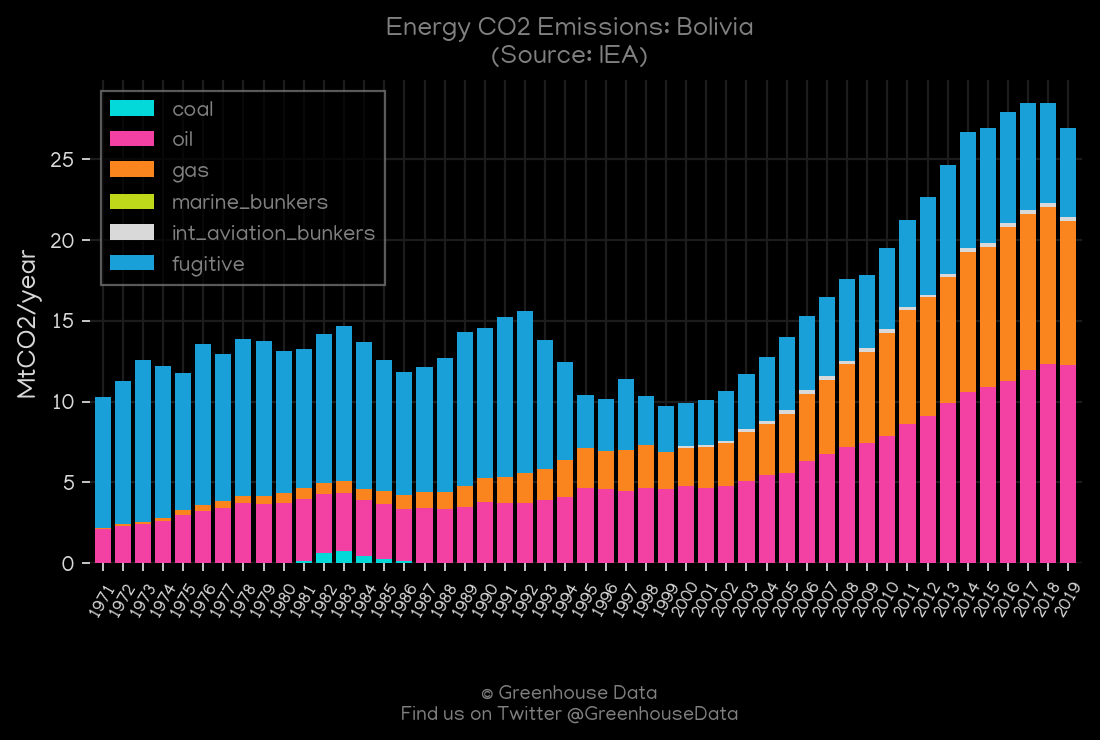 Energy CO2 Emissions: Bolivia
(Source: IEA)
coal
oil
gas
marine_bunkers
int_aviation_bunkers
fugitive
MtCO2/year
25
20
15
10
5
0
1971 1972 1973 1974 1975 1976 1977 1978 1979 1980 1981 1982 1983 1984 1985 1986 1987 1988 1989 1990 1991 1992 1993 1994 1995 1996 1997 1998 1999 2000 2001 2002 2003 2004 2005 2006 2007 2008 2009 2010 2011 2012 2013 2014 2015 2016 2017 2018 2019
© Greenhouse Data
Find us on Twitter @GreenhouseData